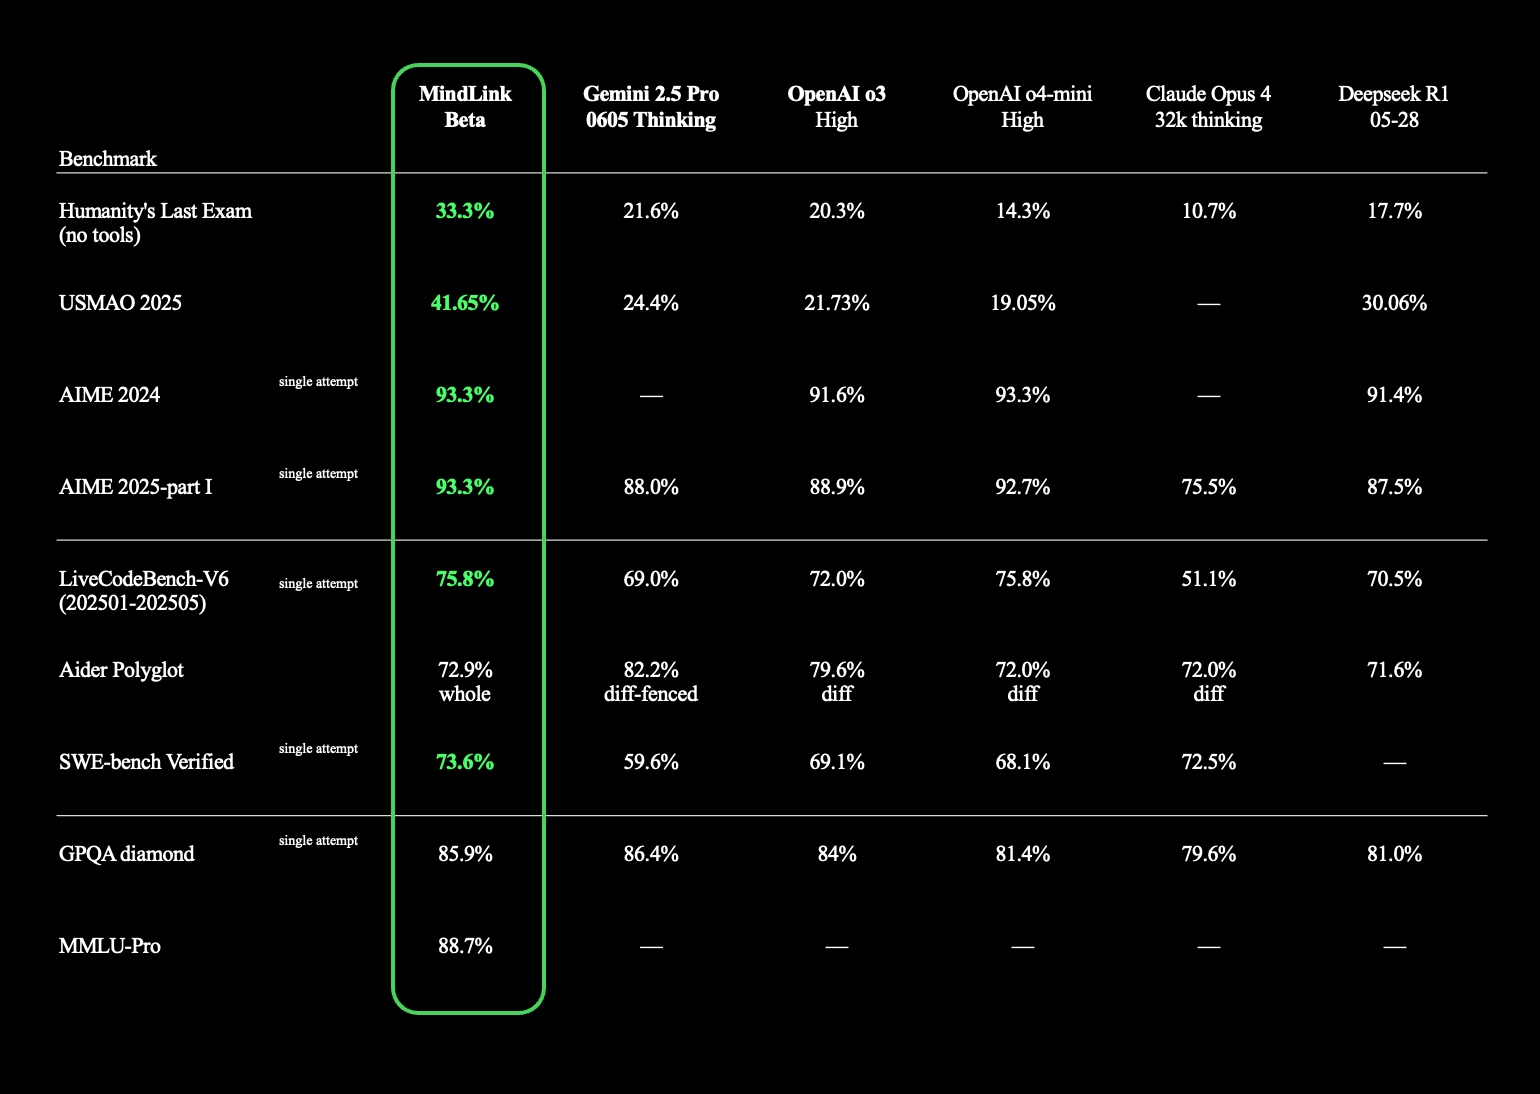 MindLink Gemini 2.5 Pro OpenAI o3 OpenAI o4-mini Claude Opus 4 Deepseek R1
Beta 0605 Thinking High High 32k thinking 05-28
Benchmark
Humanity's Last Exam 33.3% 21.6% 20.3% 14.3% 10.7% 17.7%
(no tools)
USMAO 2025 41.65% 24.4% 21.73% 19.05% — 30.06%
AIME 2024 single attempt 93.3% — 91.6% 93.3% — 91.4%
AIME 2025-part I single attempt 93.3% 88.0% 88.9% 92.7% 75.5% 87.5%
LiveCodeBench-V6 single attempt 75.8% 69.0% 72.0% 75.8% 51.1% 70.5%
(202501-202505)
Aider Polyglot 72.9% 82.2% 79.6% 72.0% 72.0% 71.6%
whole diff-fenced diff diff diff
SWE-bench Verified single attempt 73.6% 59.6% 69.1% 68.1% 72.5% —
GPQA diamond single attempt 85.9% 86.4% 84% 81.4% 79.6% 81.0%
MMLU-Pro 88.7% — — — — —